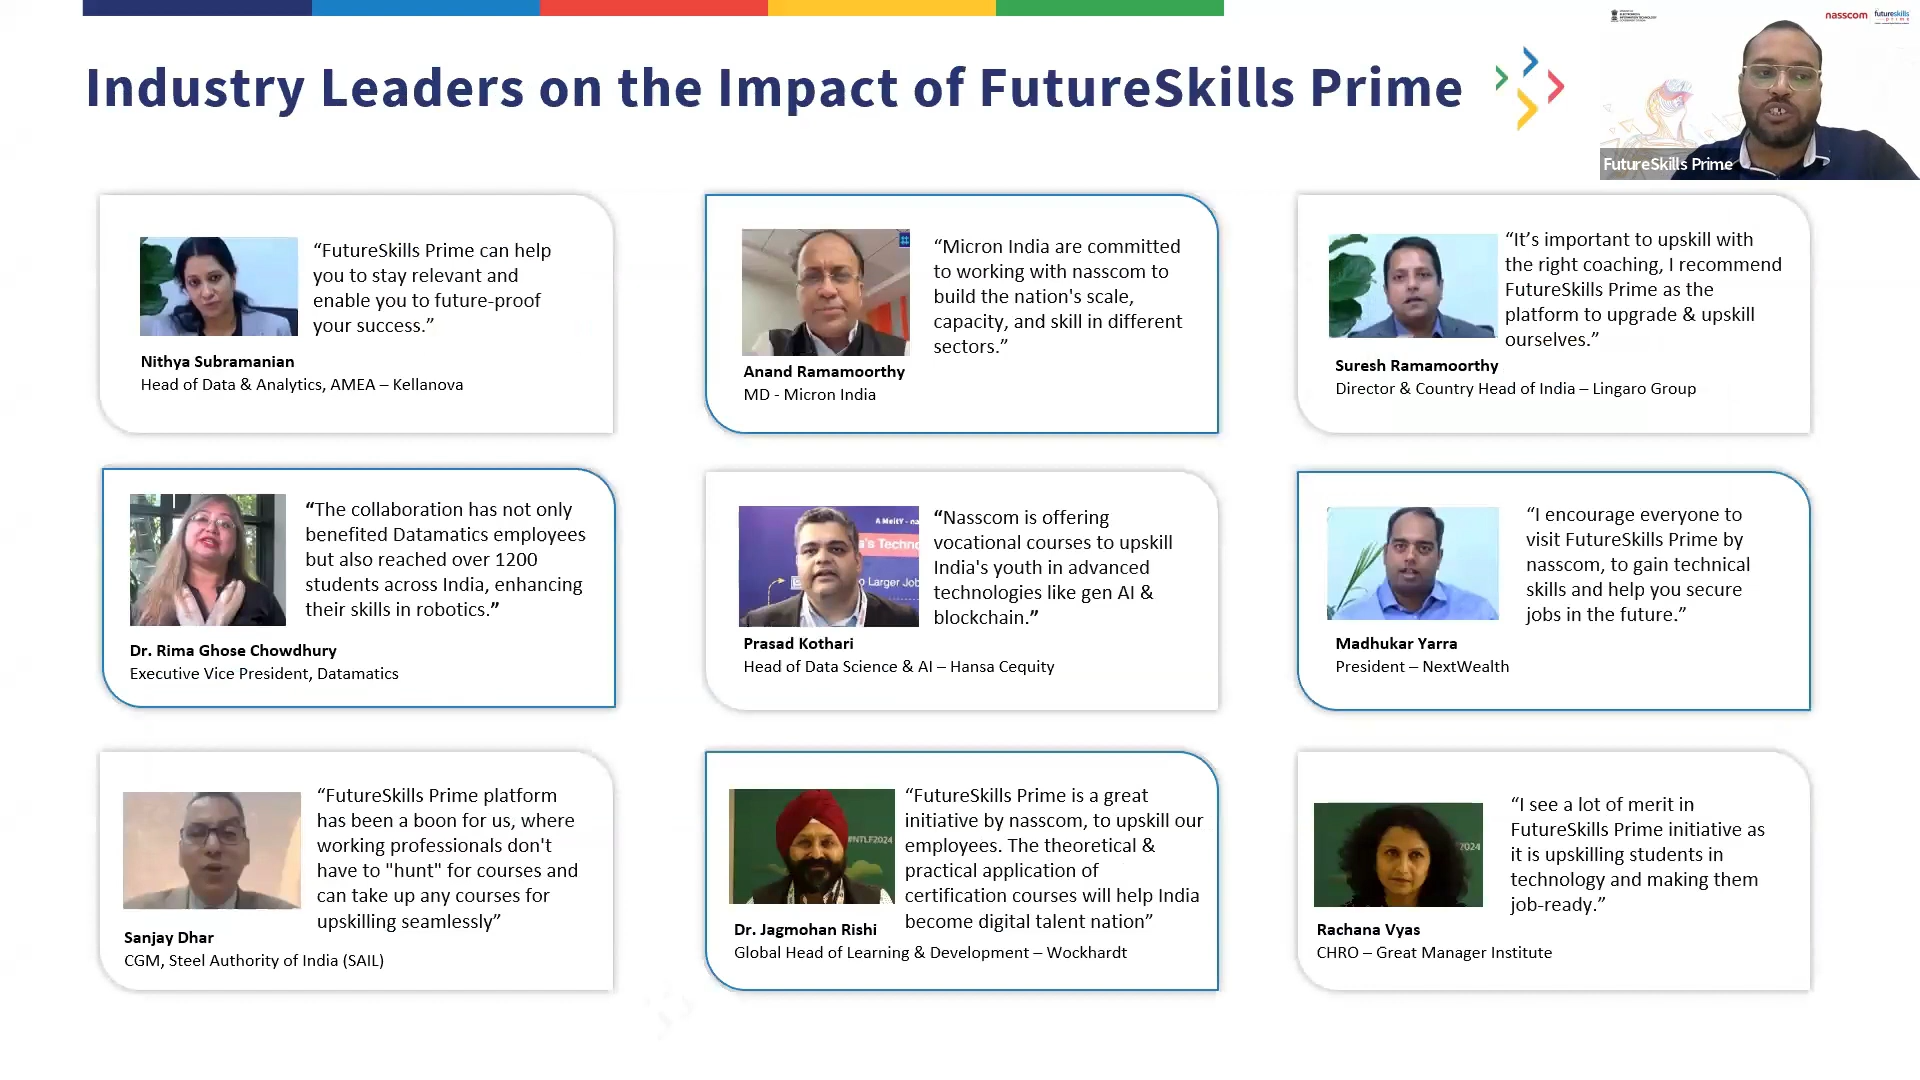 Industry Leaders on the Impact of FutureSkills Prime
nasscom
futureskills
prime
FutureSkills Prime
“FutureSkills Prime can help
you to stay relevant and
enable you to future-proof
your success.”
Nithya Subramanian
Head of Data & Analytics, AMEA – Kellanova
“Micron India are committed
to working with nasscom to
build the nation's scale,
capacity, and skill in different
sectors.”
Anand Ramamoorthy
MD - Micron India
“It’s important to upskill with
the right coaching, I recommend
FutureSkills Prime as the
platform to upgrade & upskill
ourselves.”
Suresh Ramamoorthy
Director & Country Head of India – Lingaro Group
“The collaboration has not only
benefited Datamatics employees
but also reached over 1200
students across India, enhancing
their skills in robotics.”
Dr. Rima Ghose Chowdhury
Executive Vice President, Datamatics
A MeitY - na
's Techno
o Larger Job
“Nasscom is offering
vocational courses to upskill
India's youth in advanced
technologies like gen AI &
blockchain.”
Prasad Kothari
Head of Data Science & AI – Hansa Cequity
“I encourage everyone to
visit FutureSkills Prime by
nasscom, to gain technical
skills and help you secure
jobs in the future.”
Madhukar Yarra
President – NextWealth
“FutureSkills Prime platform
has been a boon for us, where
working professionals don't
have to "hunt" for courses and
can take up any courses for
upskilling seamlessly”
Sanjay Dhar
CGM, Steel Authority of India (SAIL)
#NTLF2024
“FutureSkills Prime is a great
initiative by nasscom, to upskill our
employees. The theoretical &
practical application of
certification courses will help India
become digital talent nation”
Dr. Jagmohan Rishi
Global Head of Learning & Development – Wockhardt
2024
“I see a lot of merit in
FutureSkills Prime initiative as
it is upskilling students in
technology and making them
job-ready.”
Rachana Vyas
CHRO – Great Manager Institute